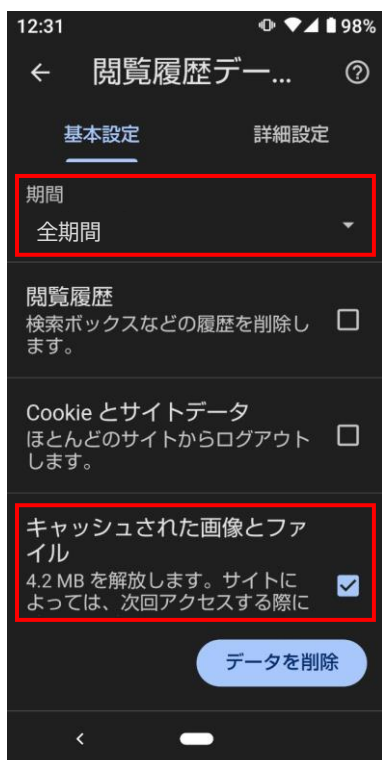 12:31
98%
閲覧履歴デー...
基本設定
詳細設定
期間
全期間
閲覧履歴
検索ボックスなどの履歴を削除し
ます。
Cookie とサイトデータ
ほとんどのサイトからログアウト
します。
キャッシュされた画像とファ
イル
4.2 MB を解放します。サイトに
よっては、次回アクセスする際に
データを削除